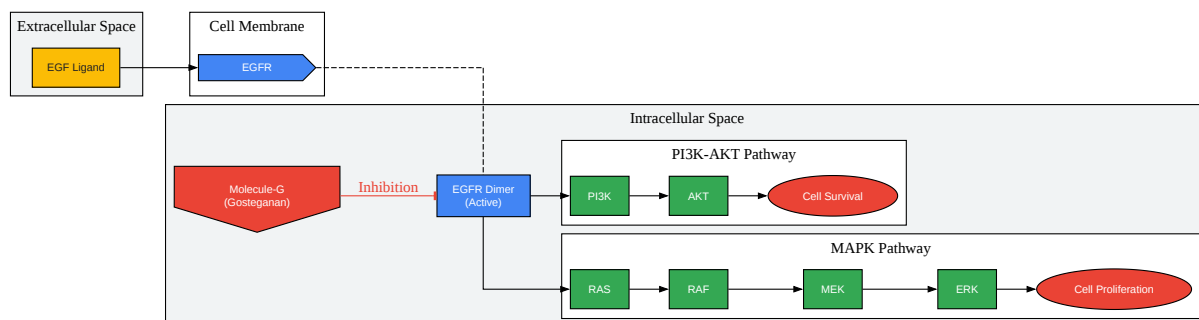 Extracellular Space
EGF Ligand
Cell Membrane
EGFR
Intracellular Space
Molecule-G
(Gosteganan)
Inhibition
EGFR Dimer
(Active)
PI3K-AKT Pathway
PI3K
AKT
Cell Survival
MAPK Pathway
RAS
RAF
MEK
ERK
Cell Proliferation